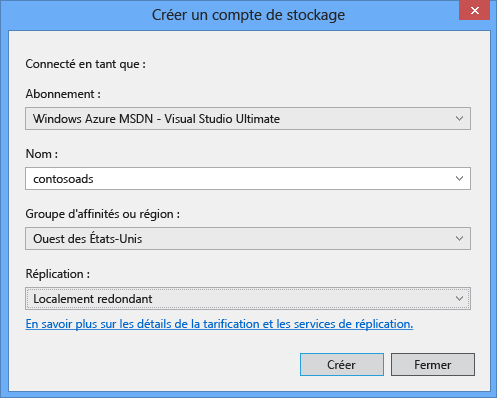 Créer un compte de stockage
Connecté en tant que :
Abonnement :
Windows Azure MSDN - Visual Studio Ultimate
Nom :
contosoads
Groupe d'affinités ou région :
Ouest des États-Unis
Réplication :
Localement redondant
En savoir plus sur les détails de la tarification et les services de réplication.
Créer
Fermer